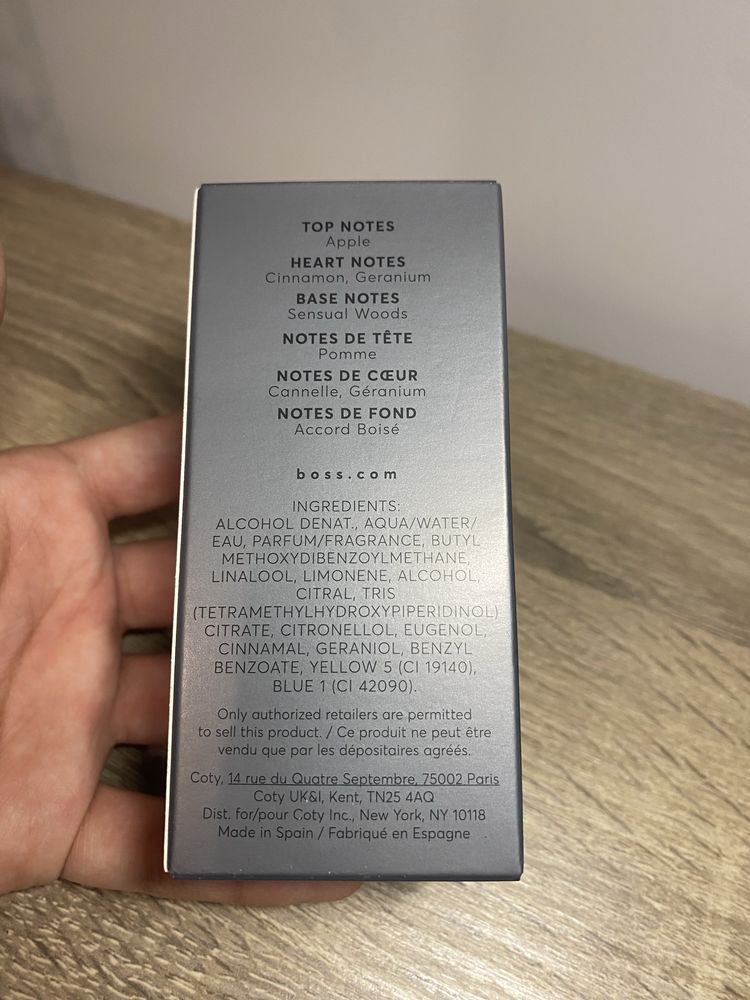 TOP NOTES
Apple
HEART NOTES
Cinnamon, Geranium
BASE NOTES
Sensual Woods
NOTES DE TÊTE
Pomme
NOTES DE CŒUR
Cannelle, Géranium
NOTES DE FOND
Accord Boisé
boss.com
INGREDIENTS:
ALCOHOL DENAT., AQUA/WATER/
EAU, PARFUM/FRAGRANCE, BUTYL
METHOXYDIBENZOYLMETHANE,
LINALOOL, LIMONENE, ALCOHOL,
CITRAL, TRIS
(TETRAMETHYLHYDROXYPIPERIDINOL)
CITRATE, CITRONELLOL, EUGENOL,
CINNAMAL, GERANIOL, BENZYL
BENZOATE, YELLOW 5 (CI 19140),
BLUE 1 (CI 42090).
Only authorized retailers are permitted
to sell this product. / Ce produit ne peut être
vendu que par les dépositaires agréés.
Coty, 14 rue du Quatre Septembre, 75002 Paris
Coty UK&I, Kent, TN25 4AQ
Dist. for/pour Coty Inc., New York, NY 10118
Made in Spain / Fabriqué en Espagne